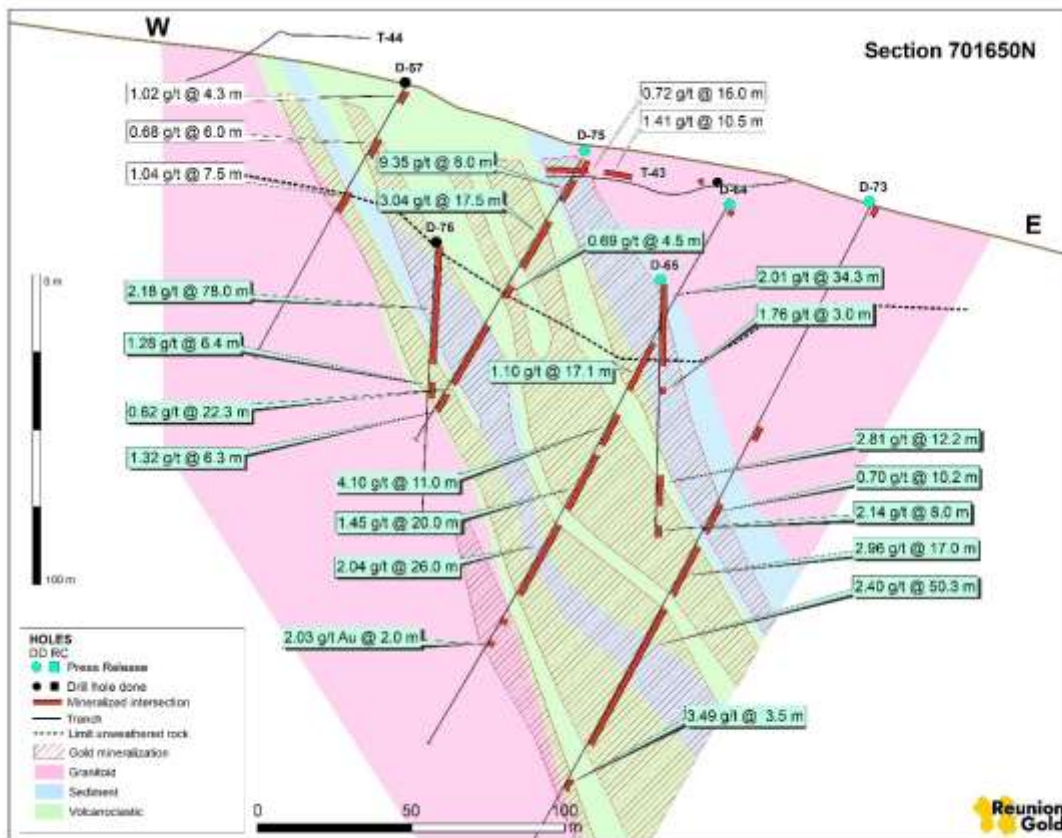 W
T-44
Section 701650N
D-57
1.02 g/t @ 4.3 m
0.72 g/t @ 16.0 m
1.41 g/t @ 10.5 m
0.68 g/t @ 6.0 m
D-75
9.35 g/t @ 8.0 m
T-43
1.04 g/t @ 7.5 m
D-64
D-73
3.04 g/t @ 17.5 m
E
D-76
0.69 g/t @ 4.5 m
D-65
2.01 g/t @ 34.3 m
0 m
2.18 g/t @ 78.0 m
1.76 g/t @ 3.0 m
1.28 g/t @ 6.4 m
1.10 g/t @ 17.1 m
0.62 g/t @ 22.3 m
2.81 g/t @ 12.2 m
1.32 g/t @ 6.3 m
0.70 g/t @ 10.2 m
4.10 g/t @ 11.0 m
2.14 g/t @ 8.0 m
1.45 g/t @ 20.0 m
2.96 g/t @ 17.0 m
2.04 g/t @ 26.0 m
2.40 g/t @ 50.3 m
100 m
2.03 g/t Au @ 2.0 m
3.49 g/t @ 3.5 m
HOLES
DD RC
Press Release
Drill hole done
Mineralized intersection
Trench
Limit unweathered rock
Gold mineralization
Granitoid
Sediment
Volcaniclastic
0 50 100
m
Reunion
Gold